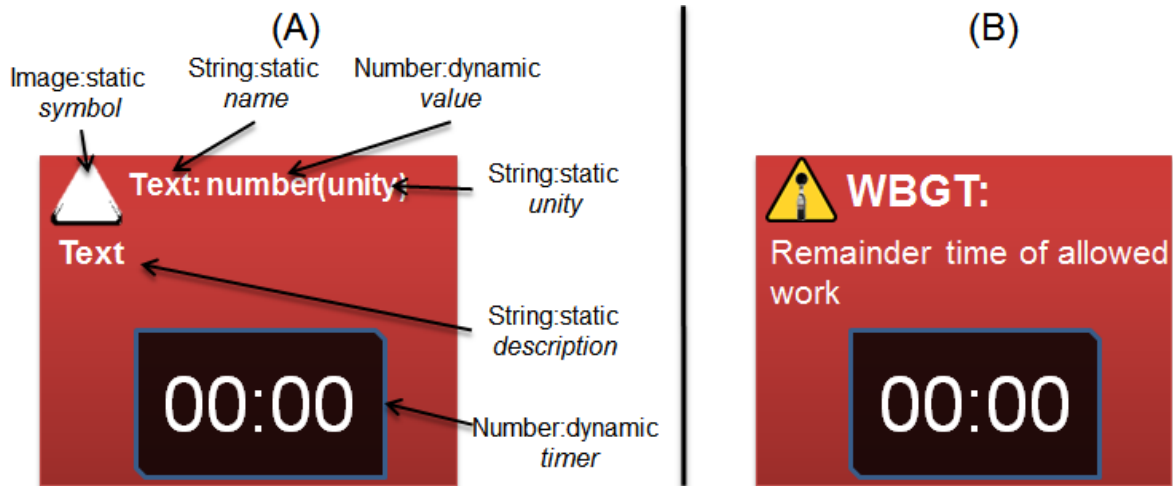 (A)
Image:static
symbol
String:static
name
Number:dynamic
value
Text: number(unity)
String:static
unity
Text
String:static
description
00:00
Number:dynamic
timer
(B)
WBGT:
Remainder time of allowed
work
00:00